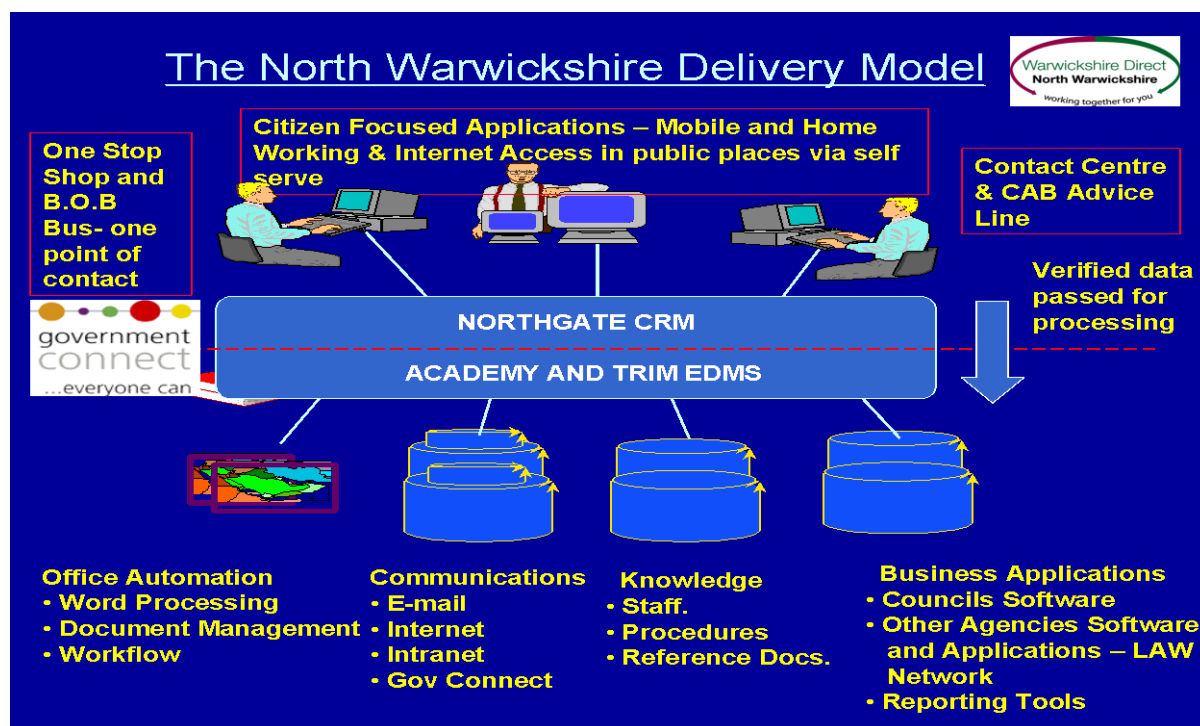 The North Warwickshire Delivery Model
Warwickshire Direct
North Warwickshire
working together for you
One Stop
Shop and
B.O.B
Bus- one
point of
contact
Citizen Focused Applications – Mobile and Home
Working & Internet Access in public places via self
serve
Contact Centre
& CAB Advice
Line
Verified data
passed for
processing
government
connect
...everyone can
NORTHGATE CRM
ACADEMY AND TRIM EDMS
Office Automation
• Word Processing
• Document Management
• Workflow
Communications
• E-mail
• Internet
• Intranet
• Gov Connect
Knowledge
• Staff.
• Procedures
• Reference Docs.
Business Applications
• Councils Software
• Other Agencies Software
and Applications – LAW
Network
• Reporting Tools